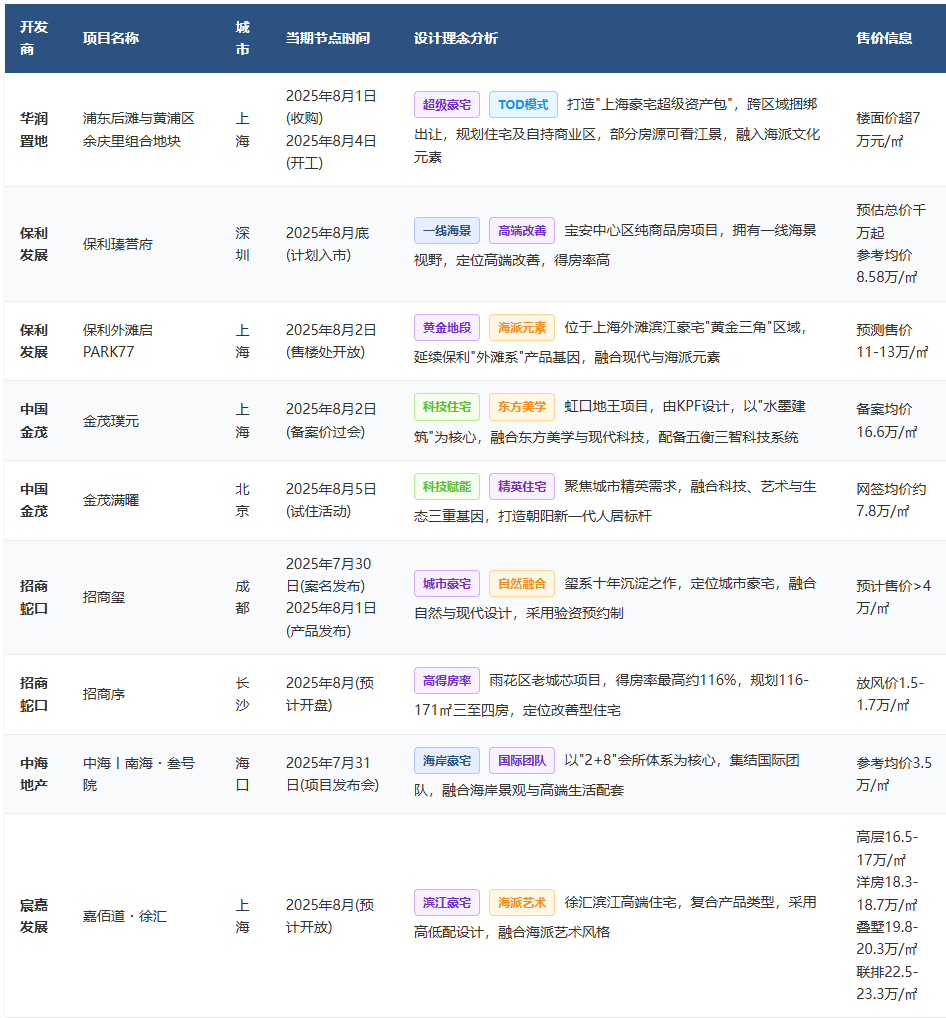 开发商 项目名称 城市 当期节点时间 设计理念分析 售价信息
华润置地
浦东后滩与黄浦区
余庆里组合地块
上海
2025年8月1日
(收购)
2025年8月4日
(开工)
超级豪宅 TOD模式 打造"上海豪宅超级资产包"，跨区域捆绑
出让，规划住宅及自持商业区，部分房源可看江景，融入海派文化
元素
楼面价超7
万元/㎡
保利发展
保利瑧誉府
深圳
2025年8月底
(计划入市)
一线海景 高端改善 宝安中心区纯商品房项目，拥有一线海景
视野，定位高端改善，得房率高
预估总价千
万起
参考均价
8.58万/㎡
保利发展
保利外滩启
PARK77
上海
2025年8月2日
(售楼处开放)
黄金地段 海派元素 位于上海外滩滨江豪宅"黄金三角"区域，
延续保利"外滩系"产品基因，融合现代与海派元素
预测售价
11-13万/㎡
中国金茂
金茂璞元
上海
2025年8月2日
(备案价过会)
科技住宅 东方美学 虹口地王项目，由KPF设计，以"水墨建
筑"为核心，融合东方美学与现代科技，配备五衡三智科技系统
备案均价
16.6万/㎡
中国金茂
金茂满曜
北京
2025年8月5日
(试住活动)
科技赋能 精英住宅 聚焦城市精英需求，融合科技、艺术与生
态三重基因，打造朝阳新一代人居标杆
网签均价约
7.8万/㎡
招商蛇口
招商玺
成都
2025年7月30
日(案名发布)
2025年8月1日
(产品发布)
城市豪宅 自然融合 玺系十年沉淀之作，定位城市豪宅，融合
自然与现代设计，采用验资预约制
预计售价>4
万/㎡
招商蛇口
招商序
长沙
2025年8月(预
计开盘)
高得房率 雨花区老城芯项目，得房率最高约116%，规划116-
171㎡三至四房，定位改善型住宅
放风价1.5-
1.7万/㎡
中海地产
中海丨南海·叁号
院
海口
2025年7月31
日(项目发布会)
海岸豪宅 国际团队 以"2+8"会所体系为核心，集结国际团
队，融合海岸景观与高端生活配套
参考均价3.5
万/㎡
宸嘉发展
嘉佰道·徐汇
上海
2025年8月(预
计开放)
滨江豪宅 海派艺术 徐汇滨江高端住宅，复合产品类型，采用
高低配设计，融合海派艺术风格
高层16.5-
17万/㎡
洋房18.3-
18.7万/㎡
叠墅19.8-
20.3万/㎡
联排22.5-
23.3万/㎡